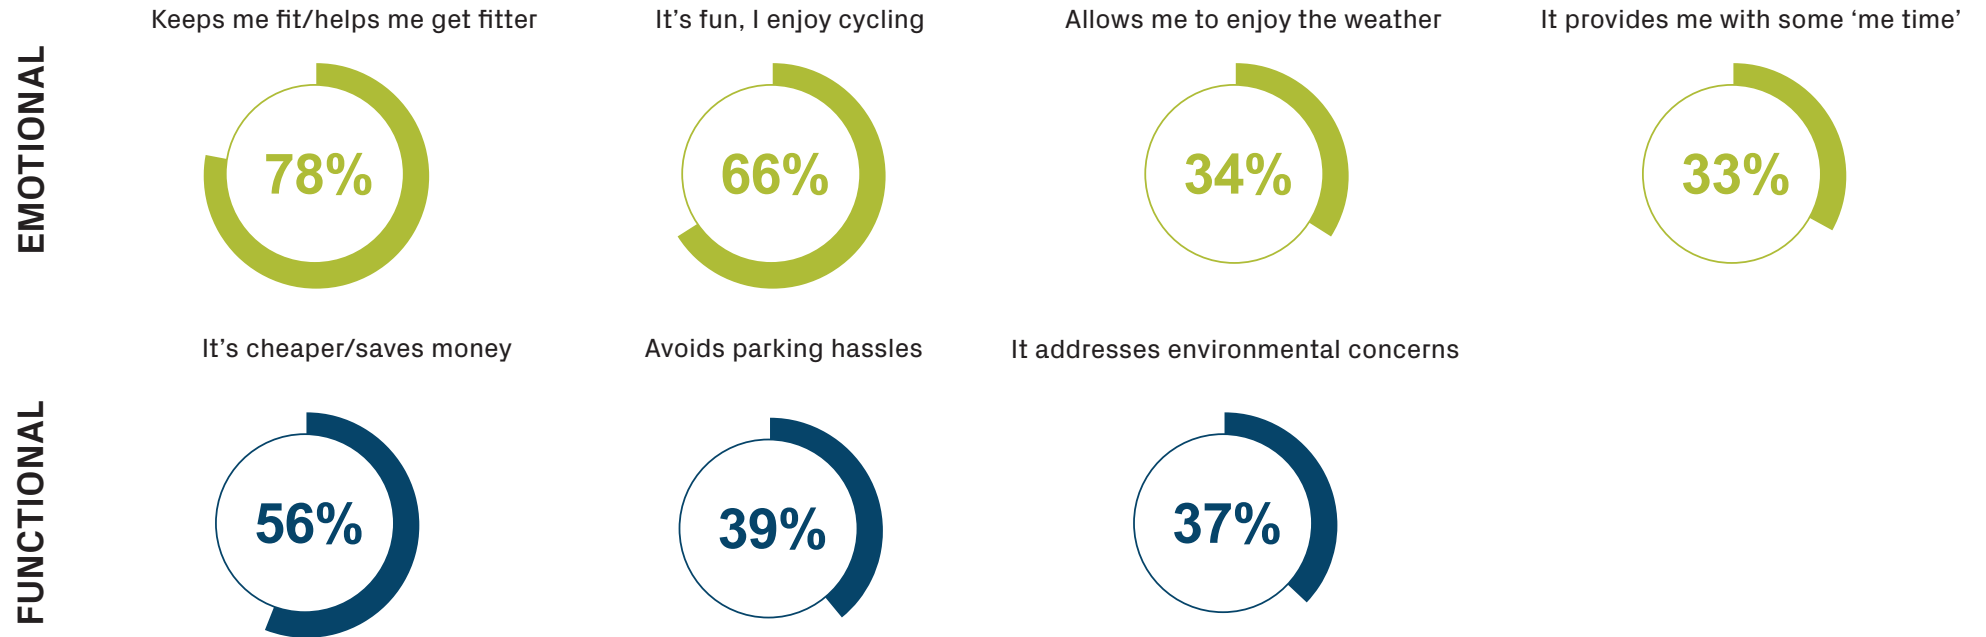 EMOTIONAL
Keeps me fit/helps me get fitter
78%
It’s fun, I enjoy cycling
66%
Allows me to enjoy the weather
34%
It provides me with some ‘me time’
33%
FUNCTIONAL
It’s cheaper/saves money
56%
Avoids parking hassles
39%
It addresses environmental concerns
37%